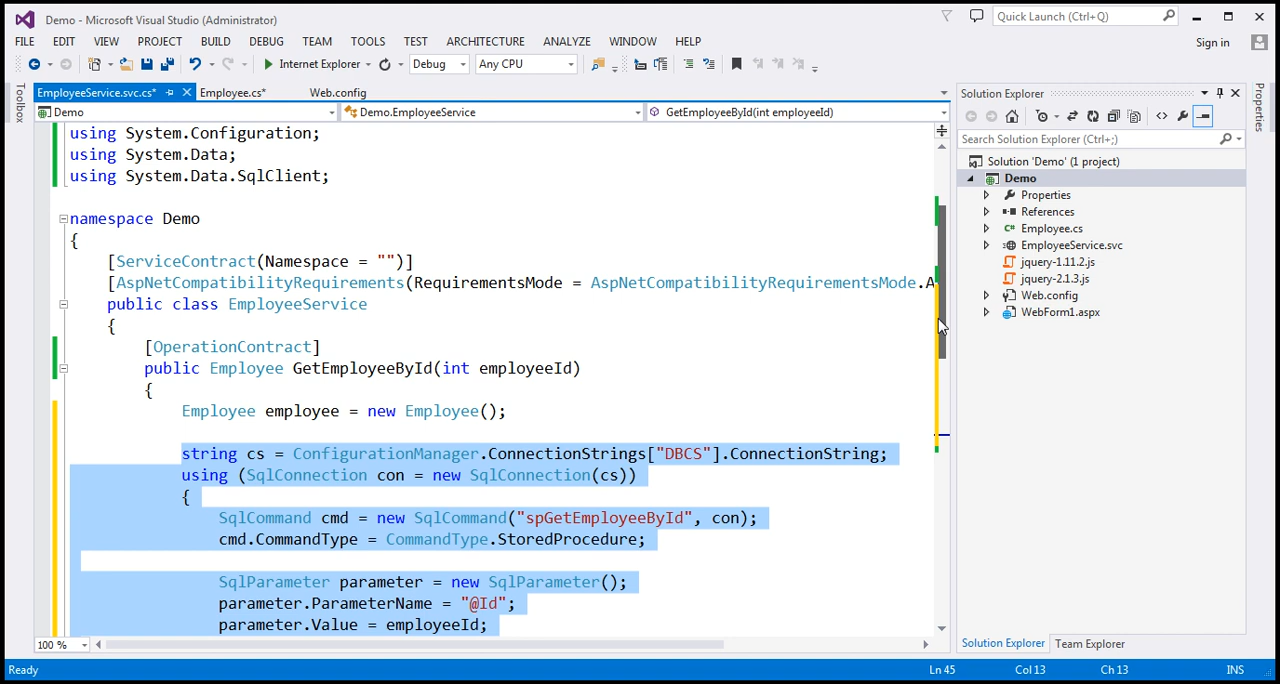 Demo - Microsoft Visual Studio (Administrator)
Quick Launch (Ctrl+Q)
FILE EDIT VIEW PROJECT BUILD DEBUG TEAM TOOLS TEST ARCHITECTURE ANALYZE WINDOW HELP
Sign in
Internet Explorer Debug Any CPU
EmployeeService.svc.cs* Employee.cs* Web.config
Demo Demo.EmployeeService GetEmployeeById(int employeeId)
using System.Configuration;
using System.Data;
using System.Data.SqlClient;
namespace Demo
{
[ServiceContract(Namespace = "")]
[AspNetCompatibilityRequirements(RequirementsMode = AspNetCompatibilityRequirementsMode.A
public class EmployeeService
{
[OperationContract]
public Employee GetEmployeeById(int employeeId)
{
Employee employee = new Employee();
string cs = ConfigurationManager.ConnectionStrings["DBCS"].ConnectionString;
using (SqlConnection con = new SqlConnection(cs))
{
SqlCommand cmd = new SqlCommand("spGetEmployeeById", con);
cmd.CommandType = CommandType.StoredProcedure;
SqlParameter parameter = new SqlParameter();
parameter.ParameterName = "@Id";
parameter.Value = employeeId;
100 %
Toolbox
Solution Explorer
Search Solution Explorer (Ctrl+;)
Solution 'Demo' (1 project)
Demo
Properties
References
Employee.cs
EmployeeService.svc
jquery-1.11.2.js
jquery-2.1.3.js
Web.config
WebForm1.aspx
Solution Explorer Team Explorer
Properties
Ready Ln 45 Col 13 Ch 13 INS